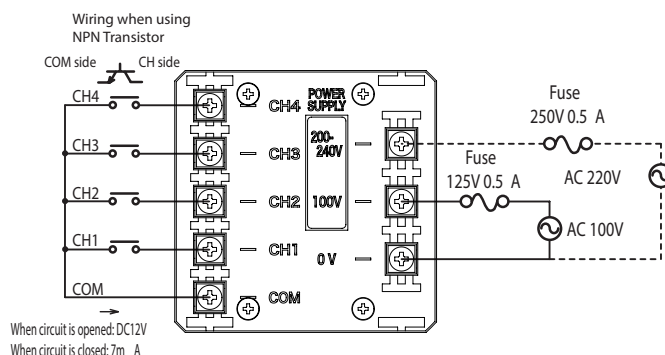 Wiring when using
NPN Transistor
COM side
CH side
CH4
CH3
CH2
CH1
COM
When circuit is opened: DC12V
When circuit is closed: 7m A
POWER
SUPPLY
CH4
200-
240V
CH3
CH2
100V
CH1
0 V
COM
Fuse
250V 0.5 A
Fuse
125V 0.5 A
AC 220V
AC 100V